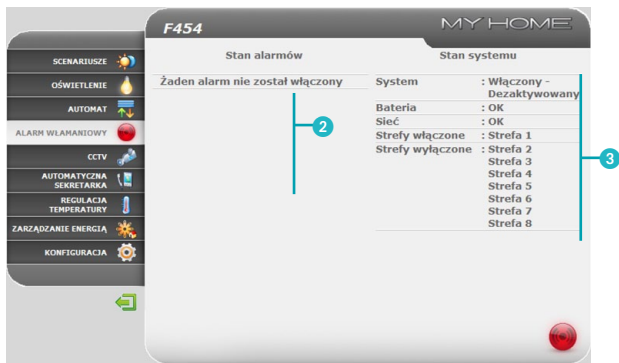 F454
MY HOME
SCENARIUSZE
OŚWIETLENIE
AUTOMAT
ALARM WŁAMANIOWY
CCTV
AUTOMATYCZNA
SEKRETARKA
REGULACJA
TEMPERATURY
ZARZĄDZANIE ENERGIĄ
KONFIGURACJA
Stan alarmów
Żaden alarm nie został włączony
2
Stan systemu
System : Włączony -
Dezaktywowany
Bateria : OK
Sieć : OK
Strefy włączone : Strefa 1
Strefy wyłączone : Strefa 2
Strefa 3
Strefa 4
Strefa 5
Strefa 6
Strefa 7
Strefa 8
3